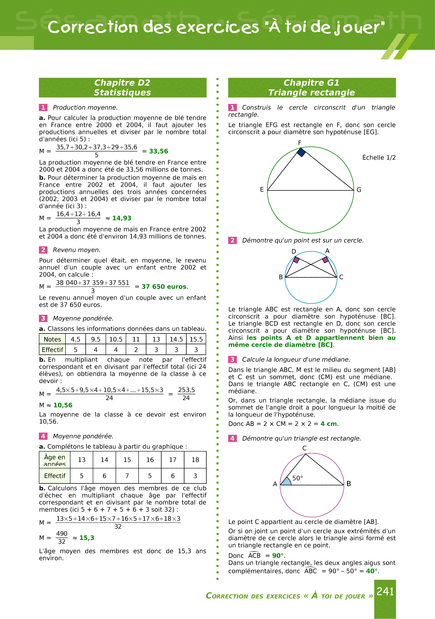 Correction des exercices "À toi de jouer"
Chapitre D2
Statistiques
1 Production moyenne.
a. Pour calculer la production moyenne de blé tendre
en France entre 2000 et 2004, il faut ajouter les
productions annuelles et diviser par le nombre total
d'années (ici 5) :
M = 35,7+30,2+37,3+29+35,6 / 5 = 33,56
La production moyenne de blé tendre en France entre
2000 et 2004 a donc été de 33,56 millions de tonnes.
b. Pour déterminer la production moyenne de maïs en
France entre 2002 et 2004, il faut ajouter les
productions annuelles des trois années concernées
(2002, 2003 et 2004) et diviser par le nombre total
d'année (ici 3) :
M = 16,4+12+16,4 / 3 ≈ 14,93
La production moyenne de maïs en France entre 2002
et 2004 a donc été d'environ 14,93 millions de tonnes.
2 Revenu moyen.
Pour déterminer quel était, en moyenne, le revenu
annuel d'un couple avec un enfant entre 2002 et
2004, on calcule :
M = 38 040+37 359+37 551 / 3 = 37 650 euros.
Le revenu annuel moyen d'un couple avec un enfant
est de 37 650 euros.
3 Moyenne pondérée.
a. Classons les informations données dans un tableau.
Notes 4.5 9.5 10.5 11 13 14,5 15,5
Effectif 5 4 4 2 3 3 3
b. En multipliant chaque note par l'effectif
correspondant et en divisant par l'effectif total (ici 24
élèves), on obtiendra la moyenne de la classe à ce
devoir :
M = 4,5×5+9,5×4+10,5×4+...+15,5×3 / 24 = 253,5 / 24
M ≈ 10,56
La moyenne de la classe à ce devoir est environ
10,56.
4 Moyenne pondérée.
a. Complétons le tableau à partir du graphique :
Âge en années 13 14 15 16 17 18
Effectif 5 6 7 5 6 3
b. Calculons l'âge moyen des membres de ce club
d'échec en multipliant chaque âge par l'effectif
correspondant et en divisant par le nombre total de
membres (ici 5 + 6 + 7 + 5 + 6 + 3 soit 32) :
M = 13×5+14×6+15×7+16×5+17×6+18×3 / 32
M = 490 / 32 ≈ 15,3
L'âge moyen des membres est donc de 15,3 ans
environ.
Chapitre G1
Triangle rectangle
1 Construis le cercle circonscrit d'un triangle
rectangle.
Le triangle EFG est rectangle en F, donc son cercle
circonscrit a pour diamètre son hypoténuse [EG].
F
Échelle 1/2
E
G
2 Démontre qu'un point est sur un cercle.
D A
B C
Le triangle ABC est rectangle en A, donc son cercle
circonscrit a pour diamètre son hypoténuse [BC].
Le triangle BCD est rectangle en D, donc son cercle
circonscrit a pour diamètre son hypoténuse [BC].
Ainsi les points A et D appartiennent bien au
même cercle de diamètre [BC].
3 Calcule la longueur d'une médiane.
Dans le triangle ABC, M est le milieu du segment [AB]
et C est un sommet, donc (CM) est une médiane.
Dans le triangle ABC rectangle en C, (CM) est une
médiane.
Or, dans un triangle rectangle, la médiane issue du
sommet de l'angle droit a pour longueur la moitié de
la longueur de l'hypoténuse.
Donc AB = 2 × CM = 2 × 2 = 4 cm.
4 Démontre qu'un triangle est rectangle.
C
A 50° B
Le point C appartient au cercle de diamètre [AB].
Or si on joint un point d'un cercle aux extrémités d'un
diamètre de ce cercle alors le triangle ainsi formé est
un triangle rectangle en ce point.
Donc ACB = 90°.
Dans un triangle rectangle, les deux angles aigus sont
complémentaires, donc ABC = 90° – 50° = 40°.
CORRECTION DES EXERCICES « À TOI DE JOUER » 241